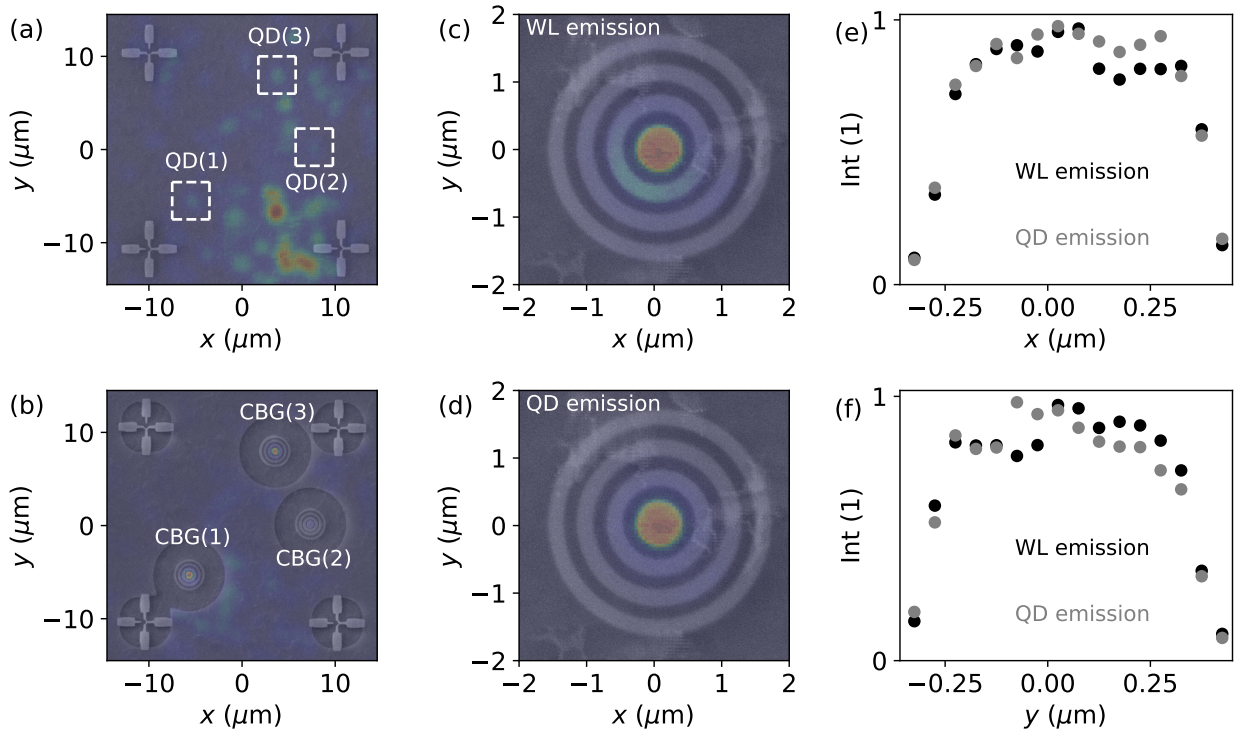 (a)
QD(3)
QD(1)
QD(2)
10
0
−10
y (μm)
−10
0
10
x (μm)
(c)
WL emission
2
1
0
−1
−2
y (μm)
−2
−1
0
1
2
x (μm)
(e)
1
0
Int (1)
WL emission
QD emission
−0.25
0.00
0.25
x (μm)
(b)
CBG(3)
CBG(1)
CBG(2)
10
0
−10
y (μm)
−10
0
10
x (μm)
(d)
QD emission
2
1
0
−1
−2
y (μm)
−2
−1
0
1
2
x (μm)
(f)
1
0
Int (1)
WL emission
QD emission
−0.25
0.00
0.25
y (μm)